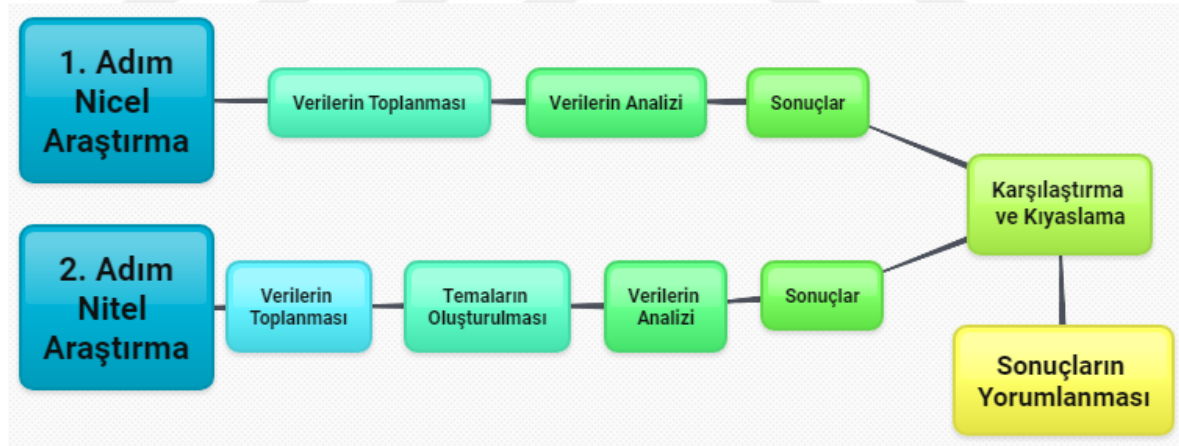 1. Adım
Nicel
Araştırma
Verilerin Toplanması
Verilerin Analizi
Sonuçlar
Karşılaştırma
ve Kıyaslama
2. Adım
Nitel
Araştırma
Verilerin
Toplanması
Temaların
Oluşturulması
Verilerin
Analizi
Sonuçlar
Sonuçların
Yorumlanması